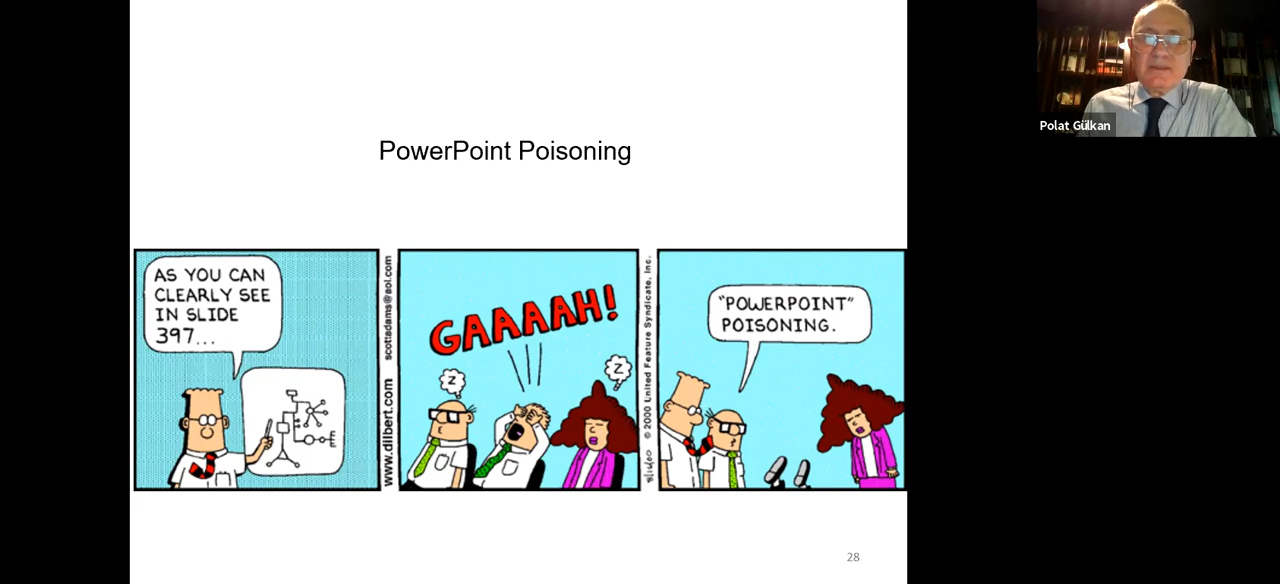 PowerPoint Poisoning
AS YOU CAN
CLEARLY SEE
IN SLIDE
397...
www.dilbert.com scottadams@aol.com
GAAAAH!
Z
Z
© 2000 United Feature Syndicate, Inc.
"POWERPOINT"
POISONING.
28
Polat Gülkan